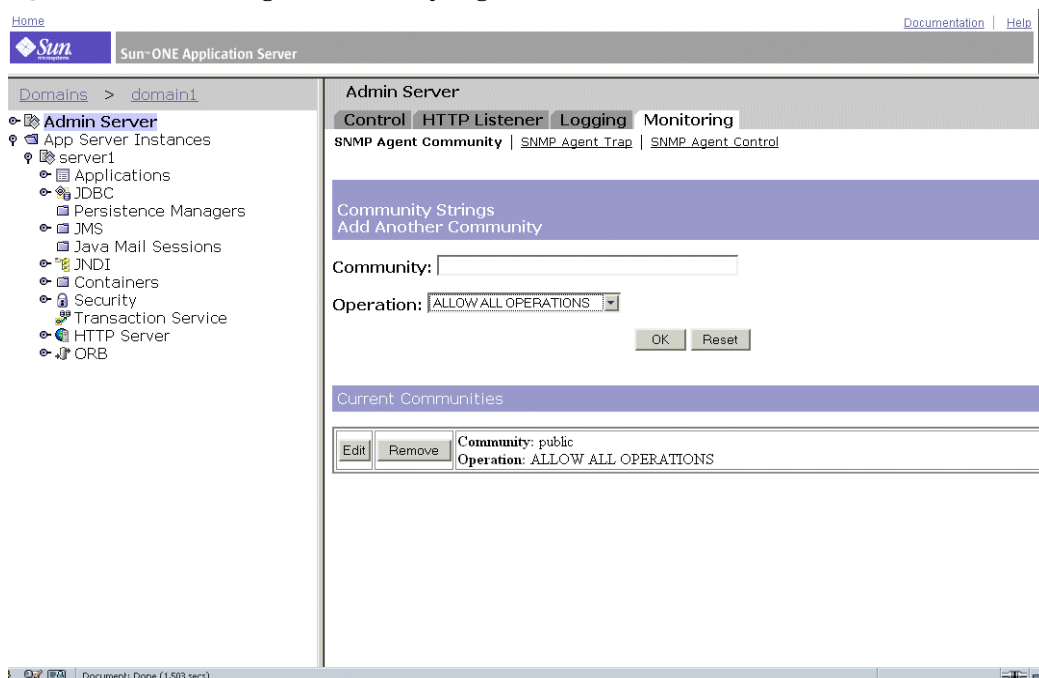 Home
Documentation | Help
Sun microsystems
Sun ONE Application Server
Domains > domain1
Admin Server
App Server Instances
server1
Applications
JDBC
Persistence Managers
JMS
Java Mail Sessions
JNDI
Containers
Security
Transaction Service
HTTP Server
ORB
Admin Server
Control HTTP Listener Logging Monitoring
SNMP Agent Community | SNMP Agent Trap | SNMP Agent Control
Community Strings
Add Another Community
Community:
Operation: ALLOW ALL OPERATIONS
OK Reset
Current Communities
Edit Remove
Community: public
Operation: ALLOW ALL OPERATIONS
Document: Done (1.503 secs)